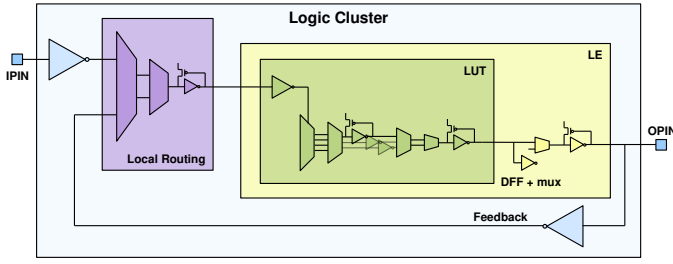 Logic Cluster
LE
LUT
IPIN
OPIN
Local Routing
DFF + mux
Feedback